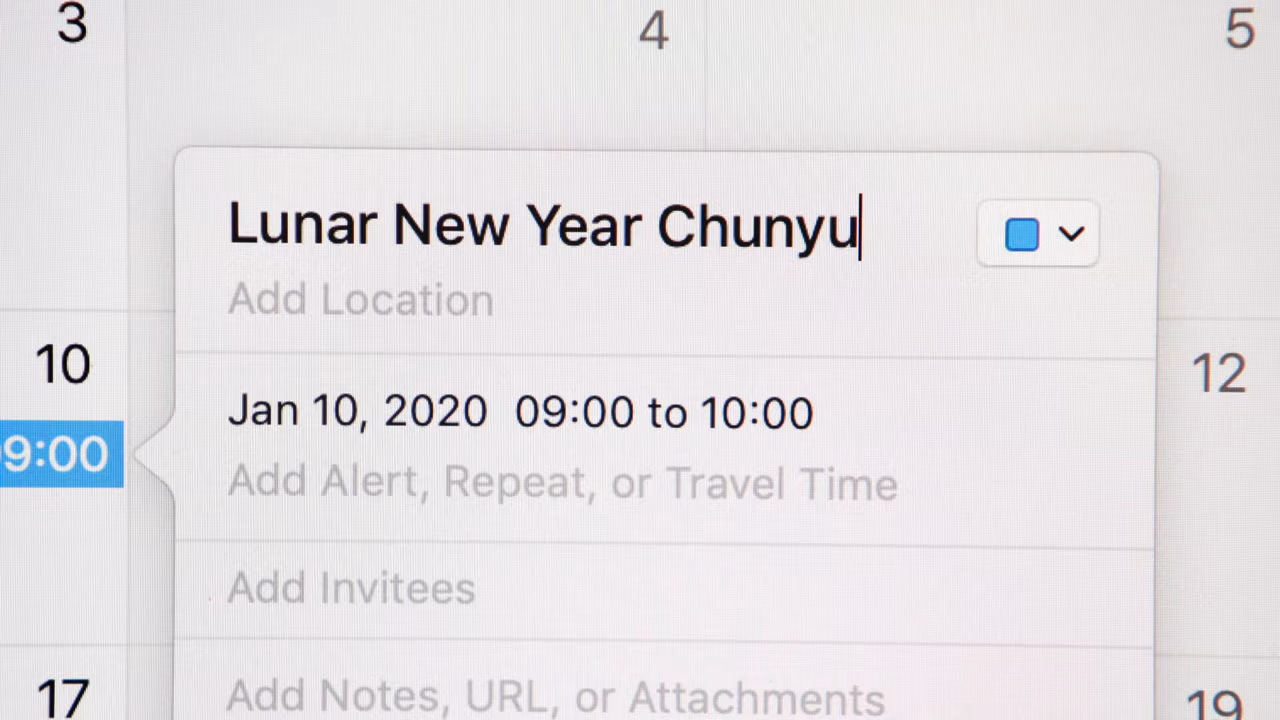 3 4 5
Lunar New Year Chunyu
Add Location
10
12
Jan 10, 2020 09:00 to 10:00
9:00
Add Alert, Repeat, or Travel Time
Add Invitees
17
Add Notes, URL, or Attachments
19